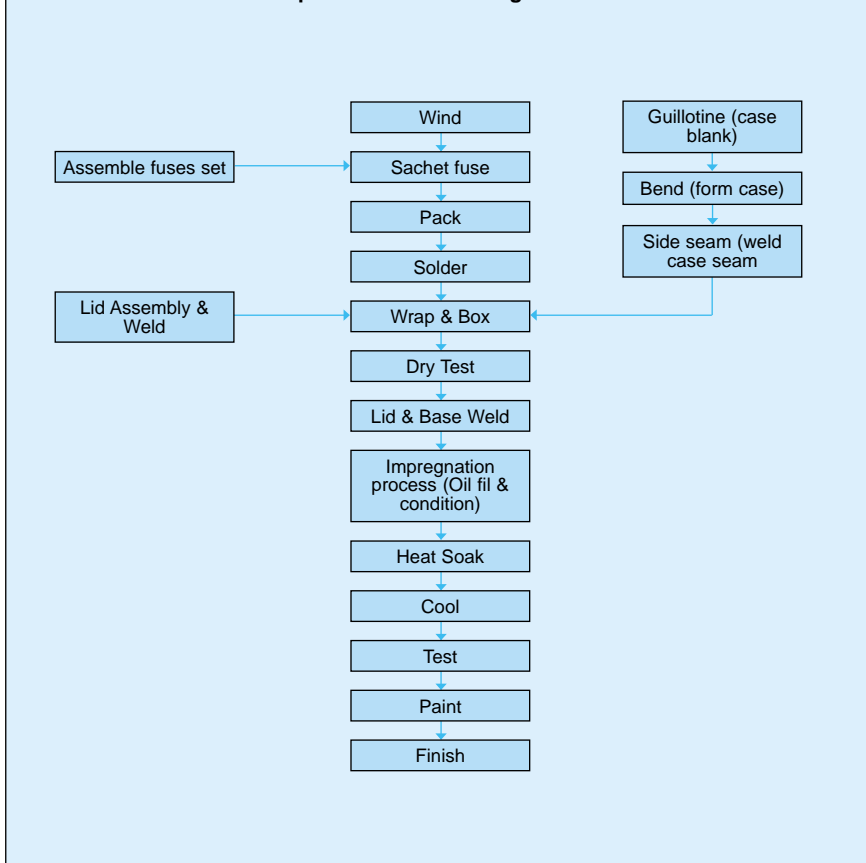 Wind
Guillotine (case
blank)
Assemble fuses set
Sachet fuse
Bend (form case)
Pack
Side seam (weld
case seam
Solder
Lid Assembly &
Weld
Wrap & Box
Dry Test
Lid & Base Weld
Impregnation
process (Oil fil &
condition)
Heat Soak
Cool
Test
Paint
Finish